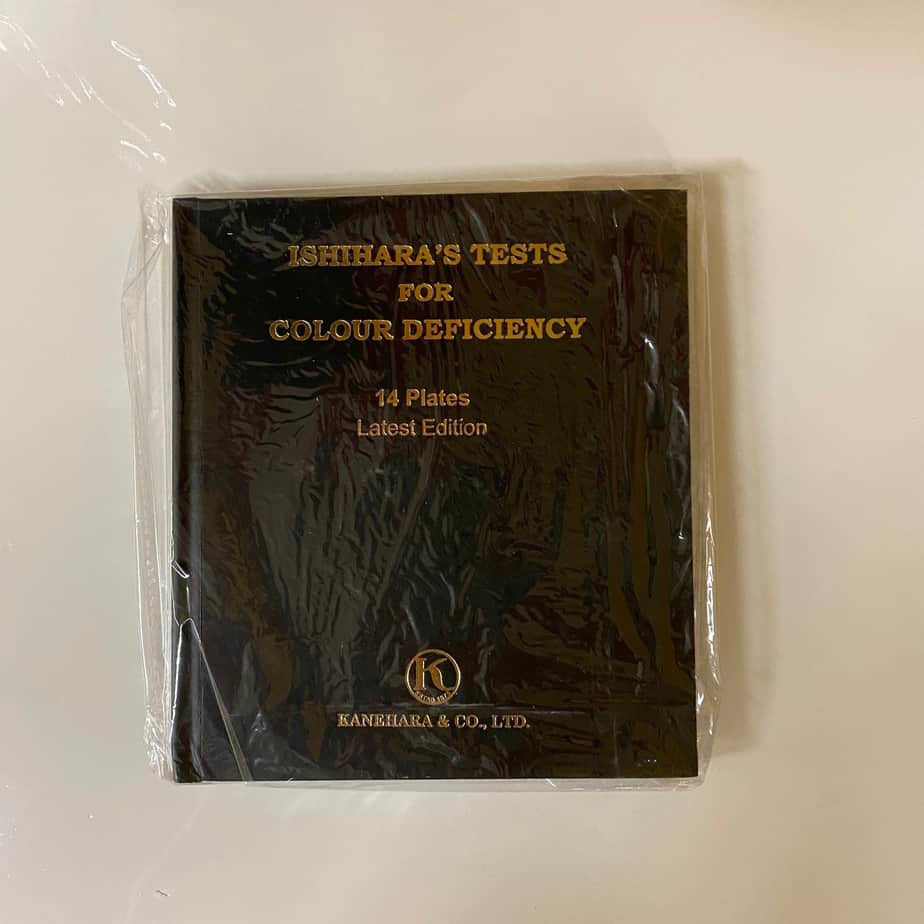 ISHIHARA'S TESTS
FOR
COLOUR DEFICIENCY
14 Plates
Latest Edition
K
KANEHARA & CO., LTD.